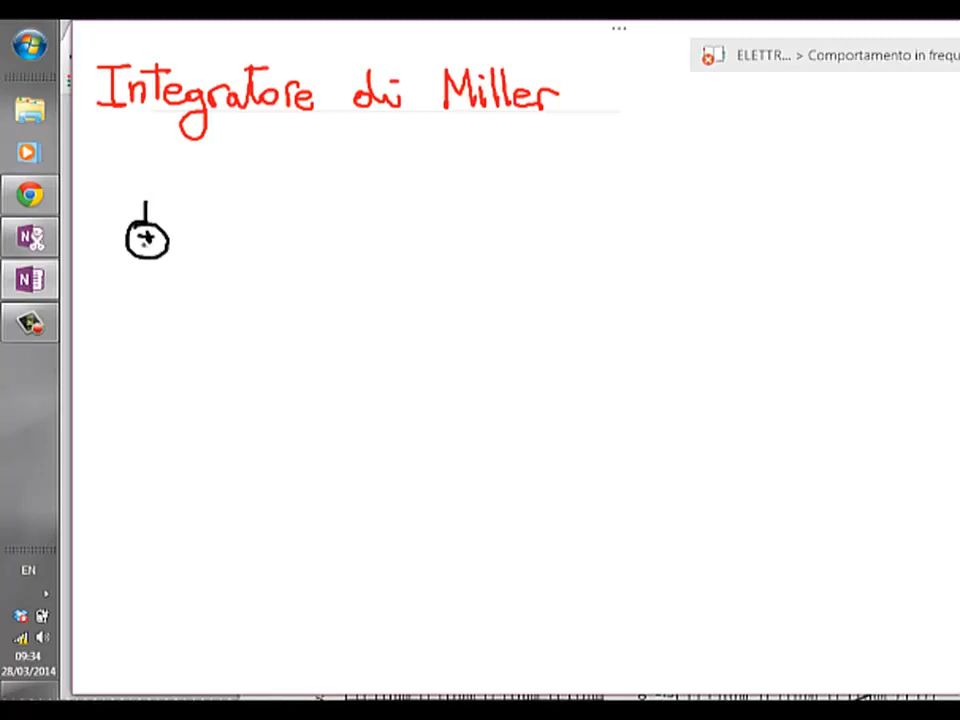 ELETTR... > Comportamento in frequ
Integratore di Miller
+
EN
09:34
28/03/2014